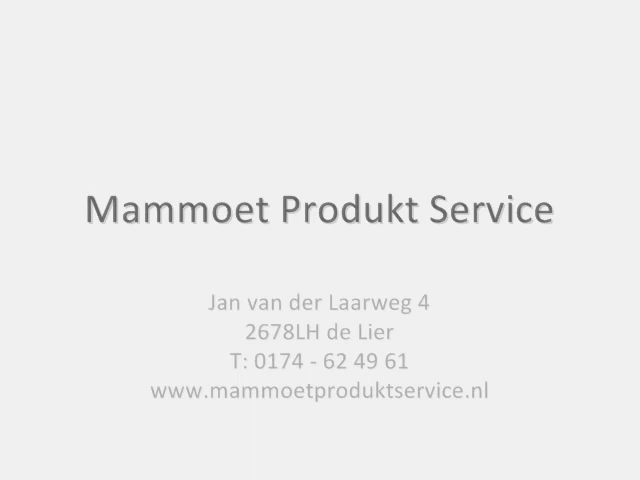 Mammoet Produkt Service
Jan van der Laarweg 4
2678LH de Lier
T: 0174 - 62 49 61
www.mammoetproduktservice.nl